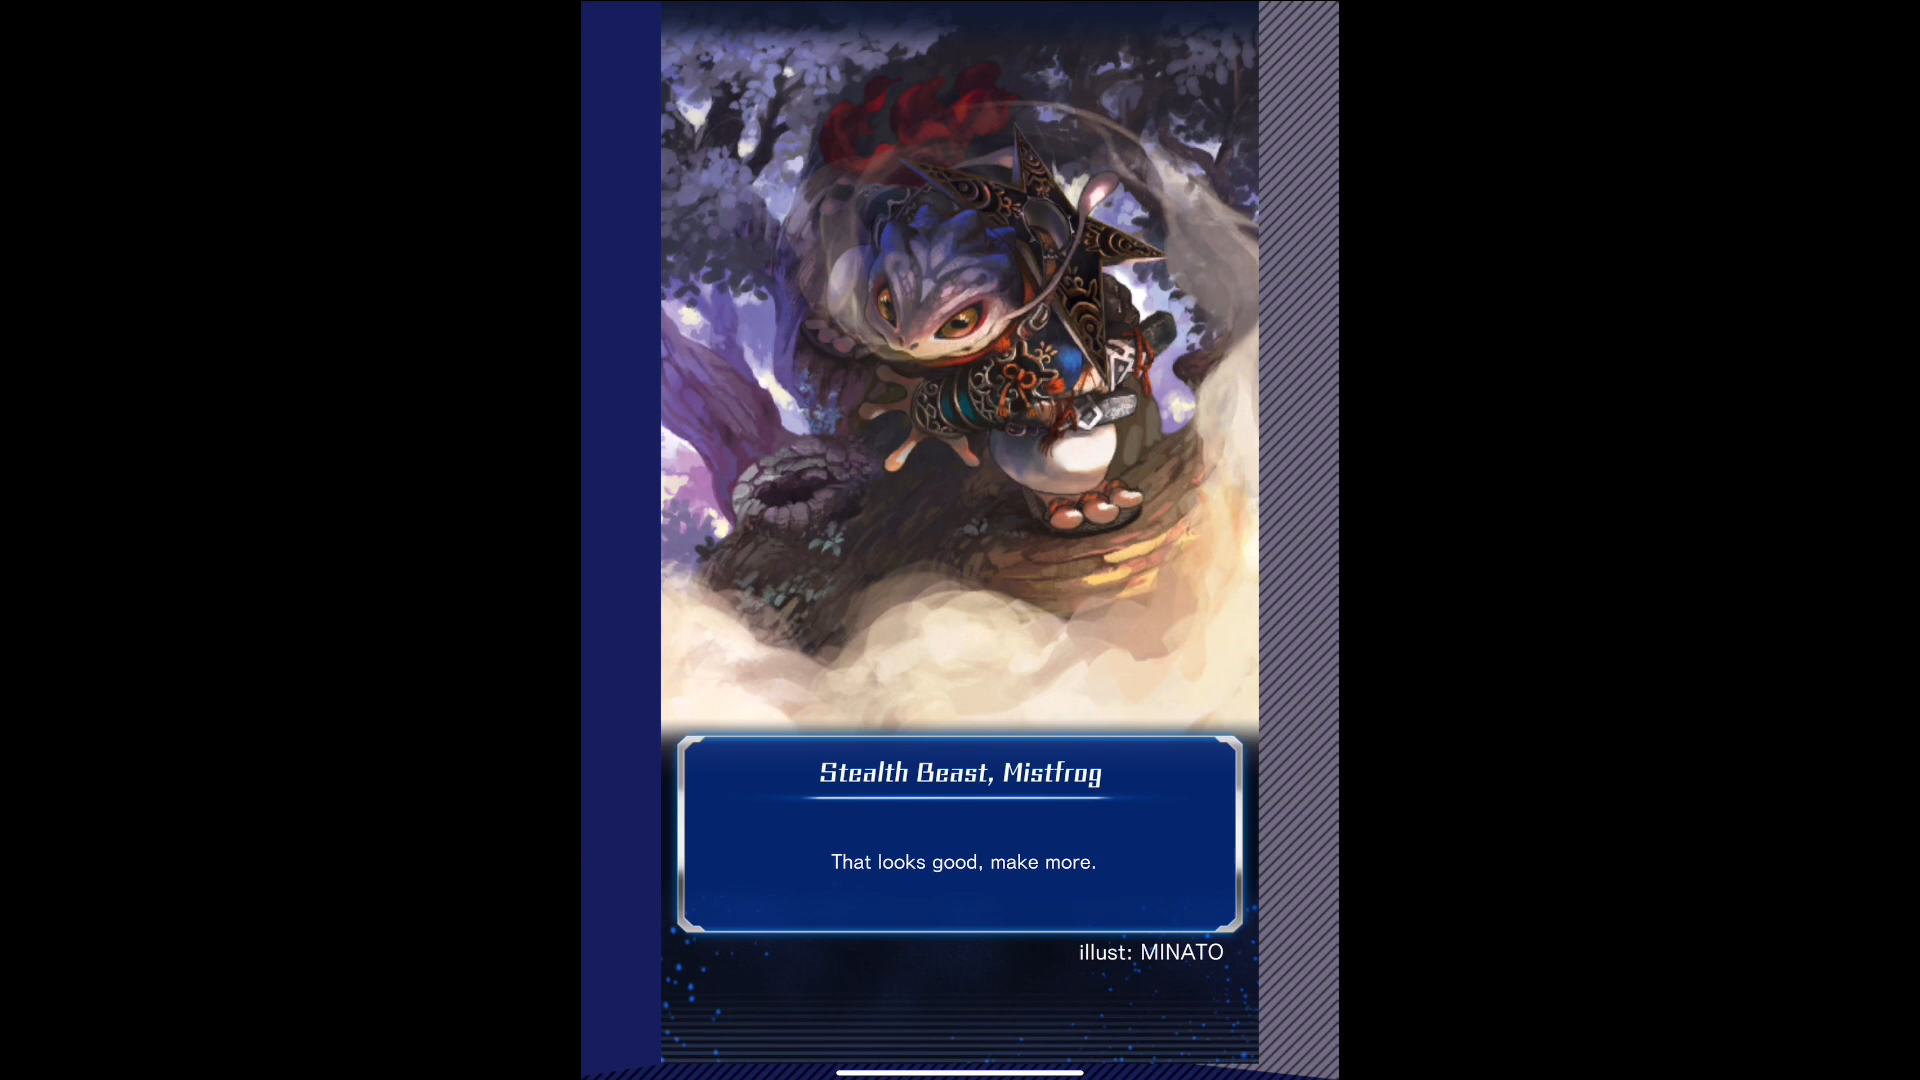 Stealth Beast, Mistfrog
That looks good, make more.
illust: MINATO